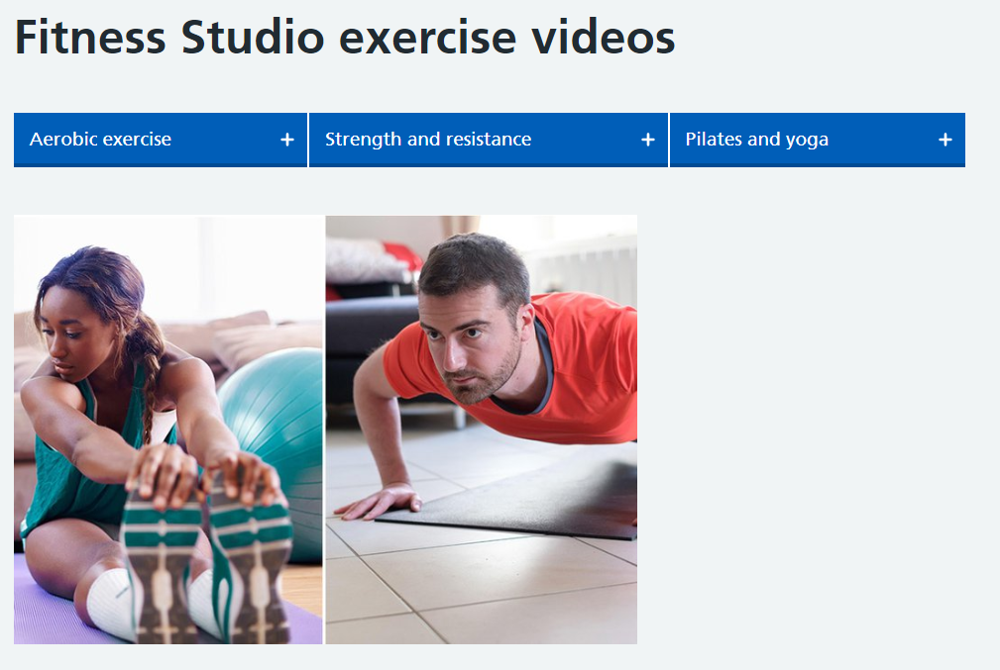 Fitness Studio exercise videos
Aerobic exercise +
Strength and resistance +
Pilates and yoga +